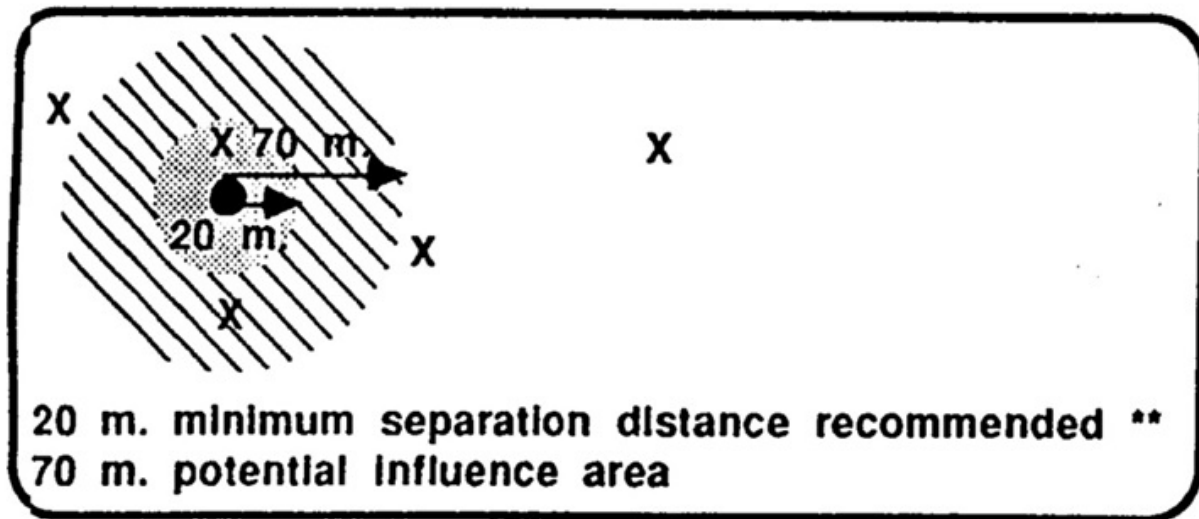 X
X 70 m.
X
20 m.
X
X
20 m. minimum separation distance recommended **
70 m. potential influence area